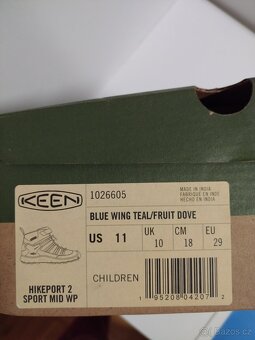 KEEN
1026605
MADE IN INDIA
FABRIQUÉ EN INDE
HECHO EN INDIA
BLUE WING TEAL/FRUIT DOVE
US 11 UK 10 CM 18 EU 29
CHILDREN
HIKEPORT 2
SPORT MID WP
1 95208 04207 2
bazos.cz